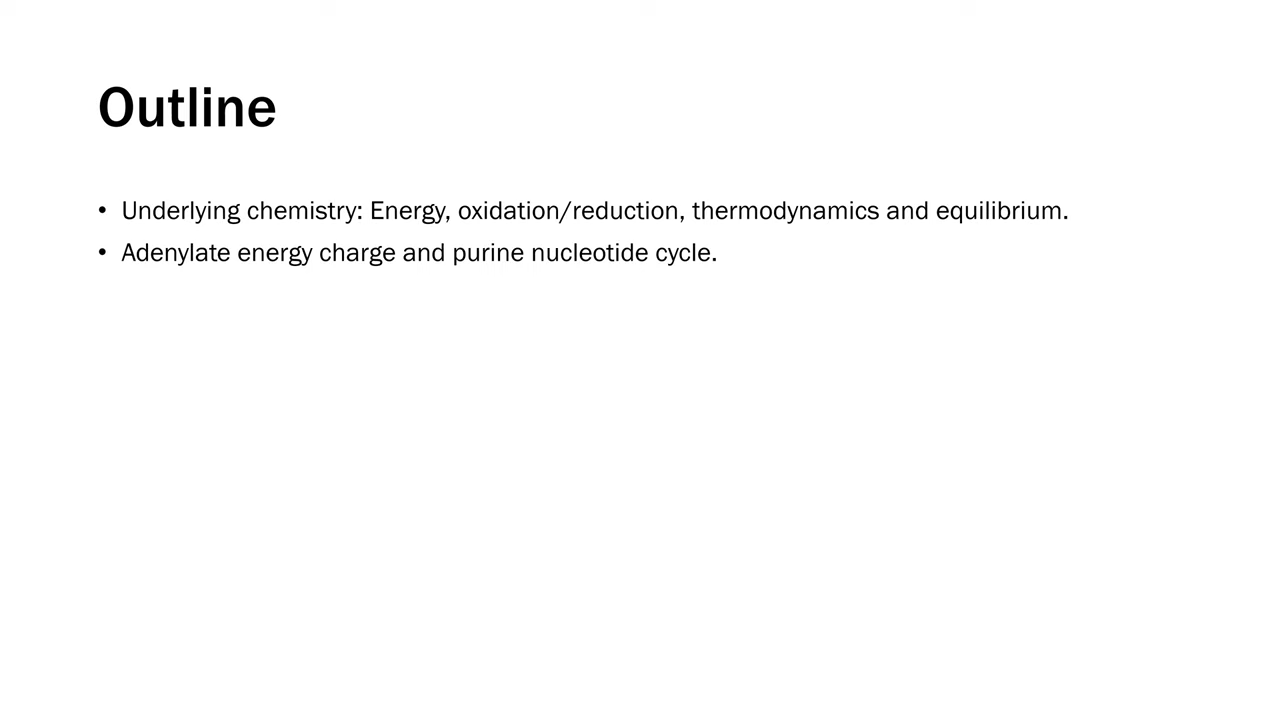 Outline
• Underlying chemistry: Energy, oxidation/reduction, thermodynamics and equilibrium.
• Adenylate energy charge and purine nucleotide cycle.